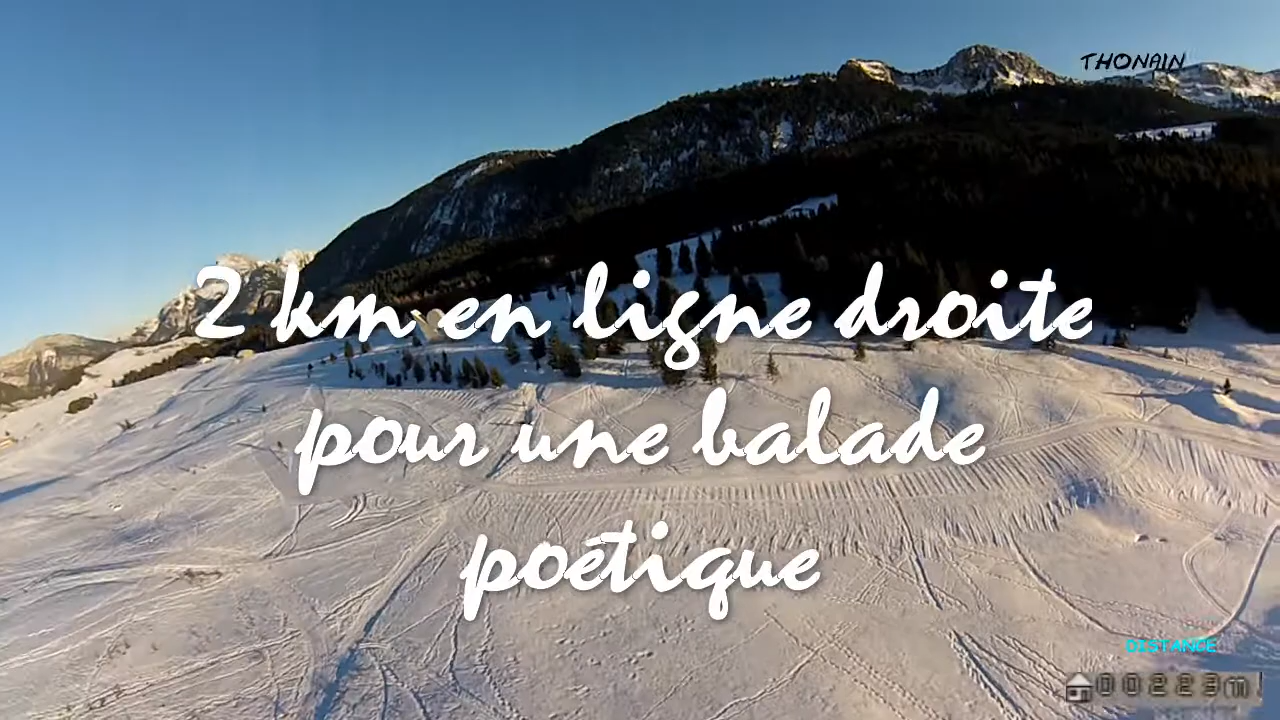 THONAIN
2 km en ligne droite
pour une balade
poétique
DISTANCE
00223m